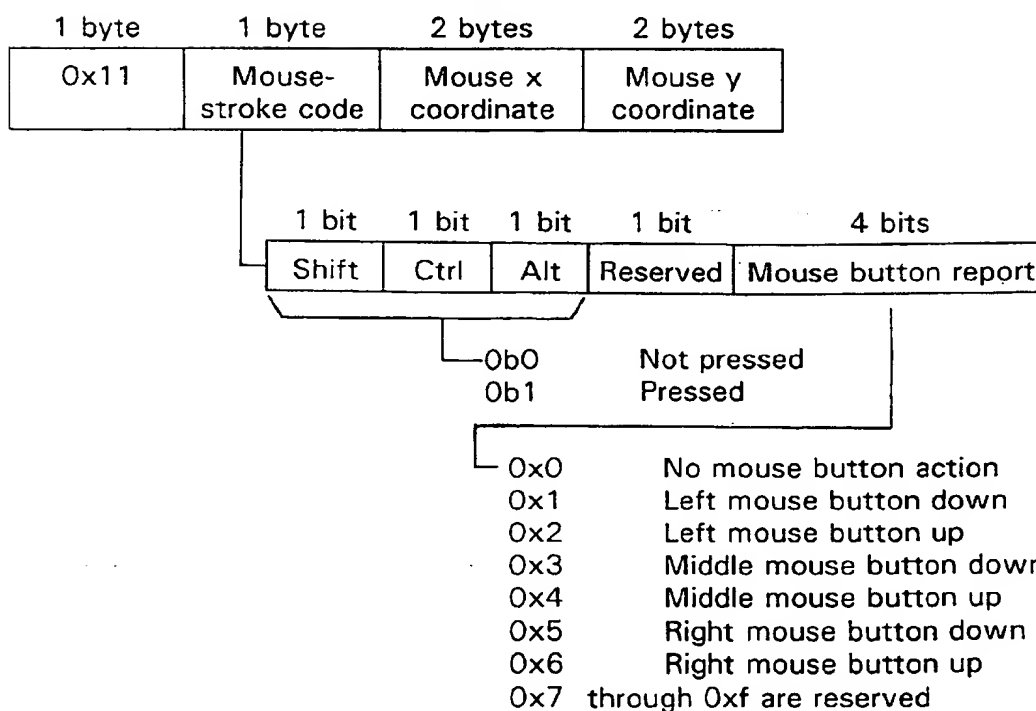 1 byte 1 byte 2 bytes 2 bytes
0x11 Mouse- Mouse x Mouse y
stroke code coordinate coordinate
1 bit 1 bit 1 bit 1 bit 4 bits
Shift Ctrl Alt Reserved Mouse button report
0b0 Not pressed
0b1 Pressed
0x0 No mouse button action
0x1 Left mouse button down
0x2 Left mouse button up
0x3 Middle mouse button down
0x4 Middle mouse button up
0x5 Right mouse button down
0x6 Right mouse button up
0x7 through 0xf are reserved